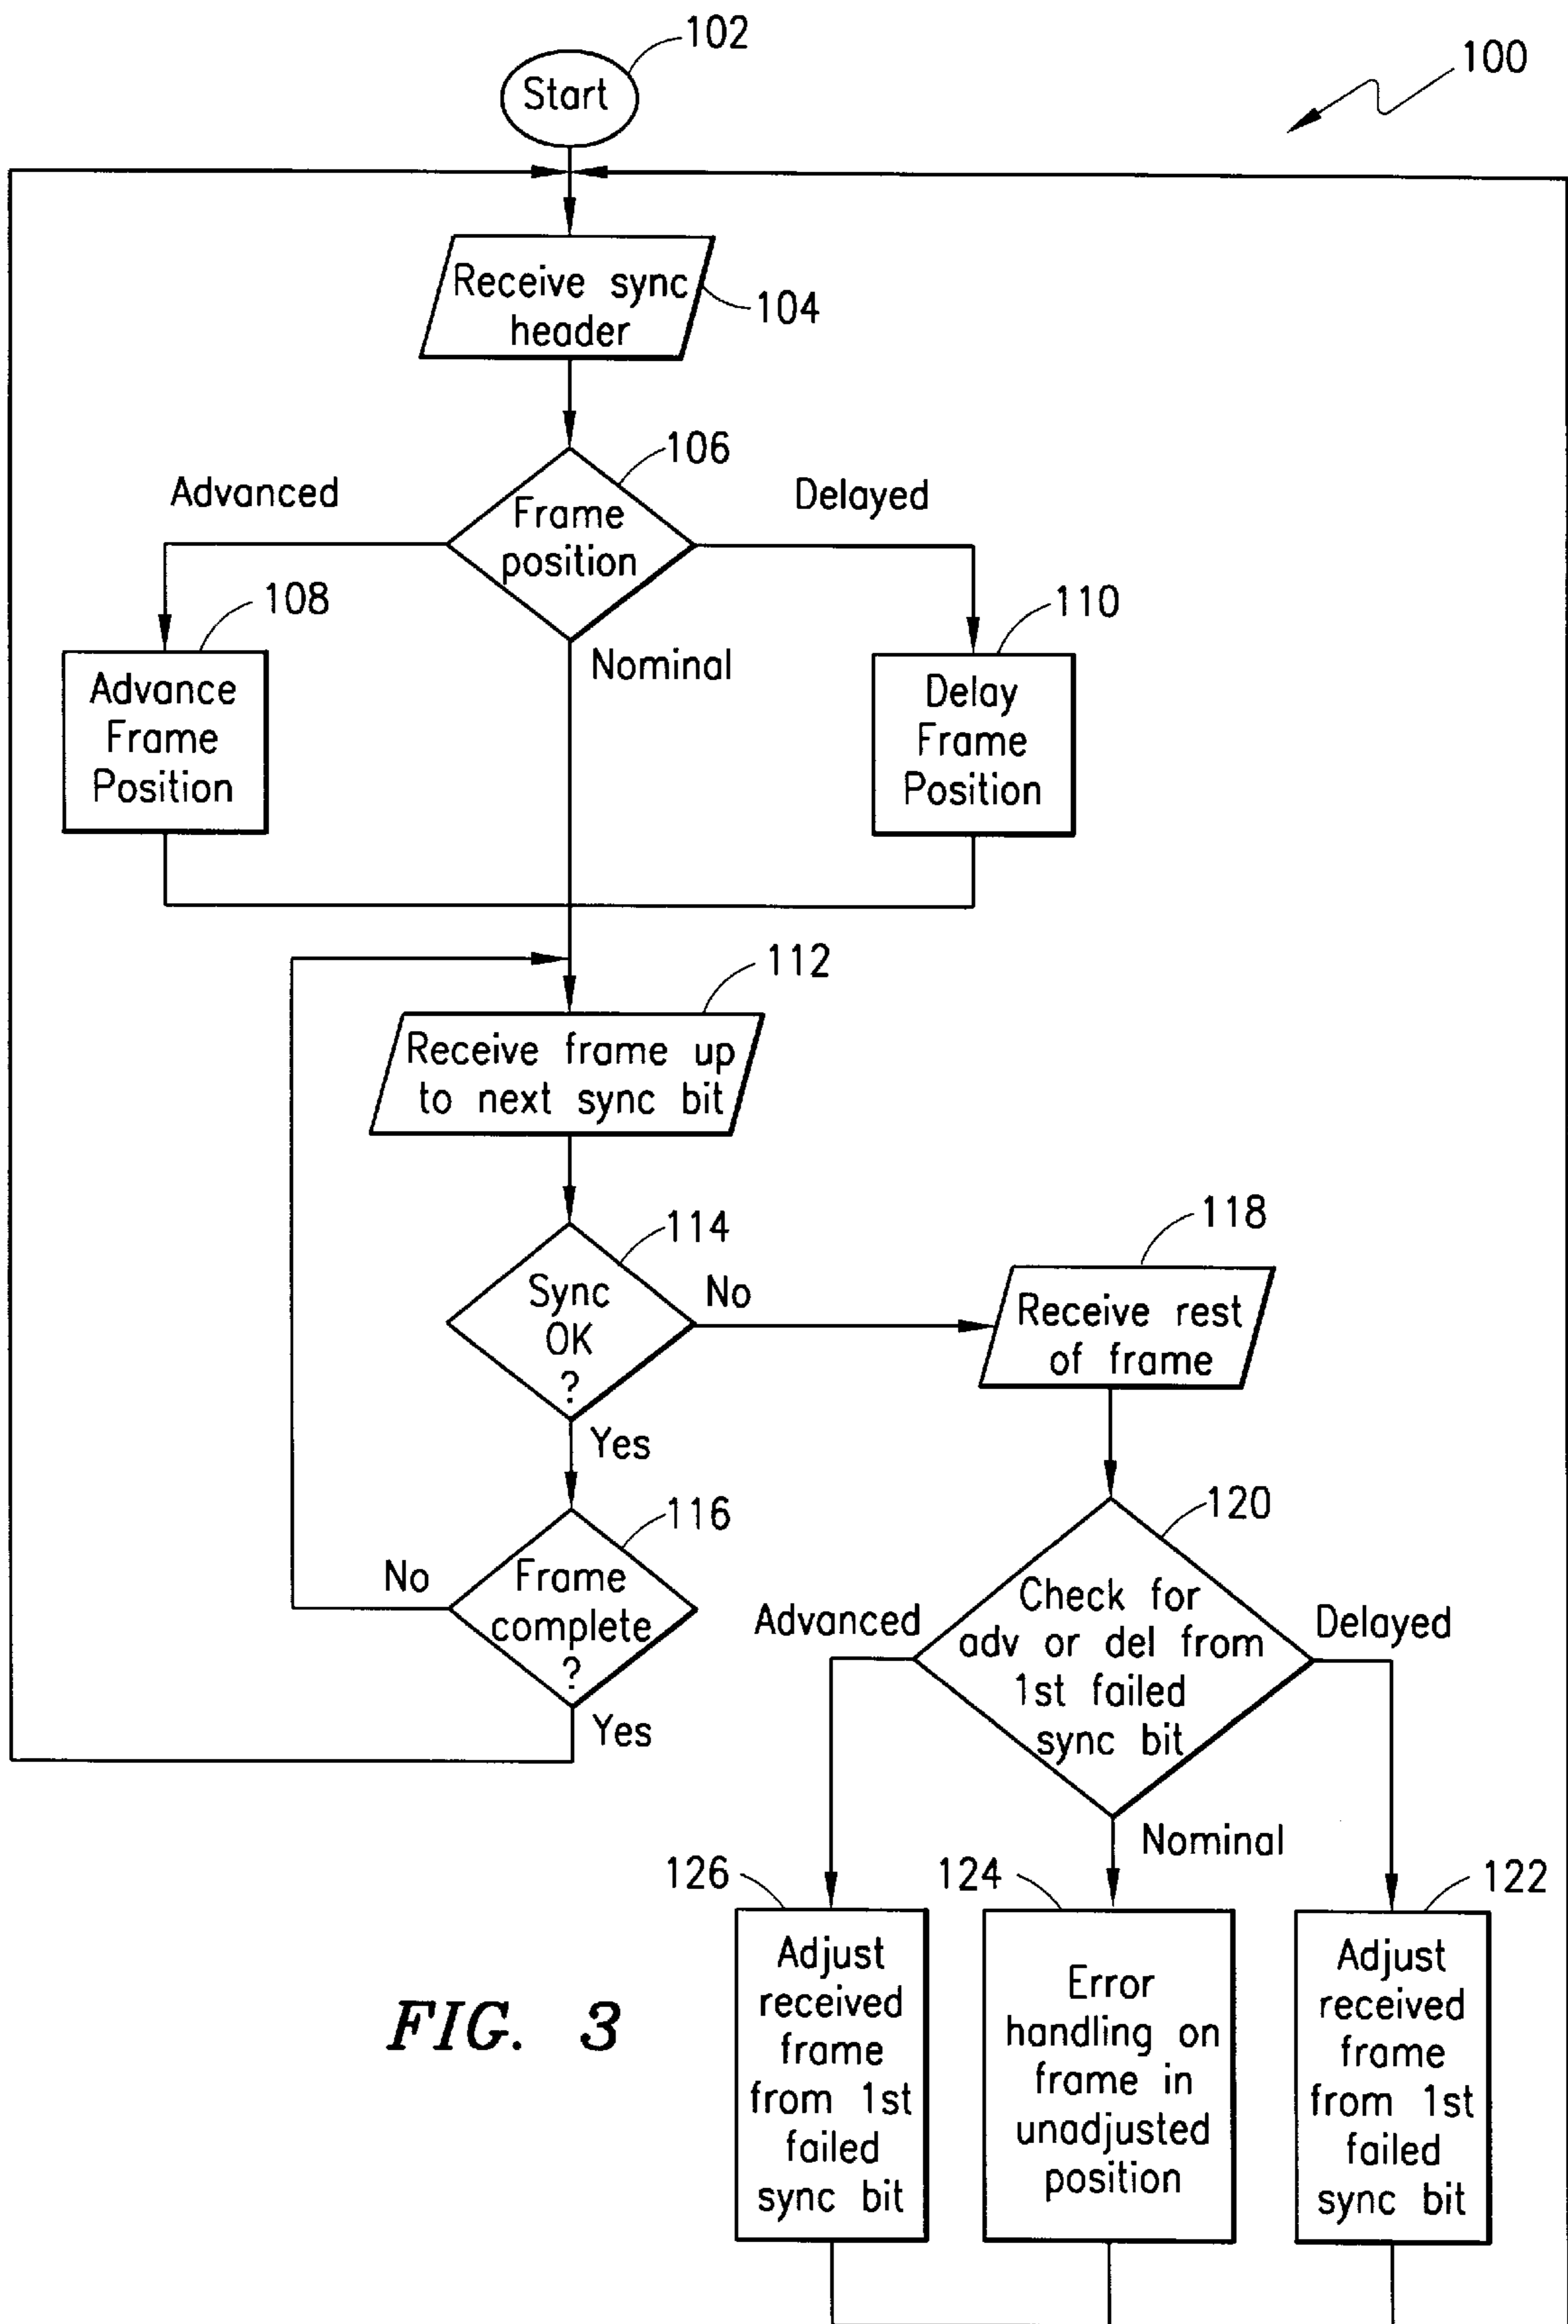 102
Start
100
Receive sync
header
104
106
Advanced
Delayed
Frame
position
108
110
Nominal
Advance
Frame
Position
Delay
Frame
Position
112
Receive frame up
to next sync bit
114
118
Sync
OK
?
No
Receive rest
of frame
Yes
116
120
No
Frame
complete
?
Advanced
Check for
adv or del from
1st failed
sync bit
Delayed
Yes
Nominal
126
124
122
Adjust
received
frame
from 1st
failed
sync bit
Error
handling on
frame in
unadjusted
position
Adjust
received
frame
from 1st
failed
sync bit
FIG. 3